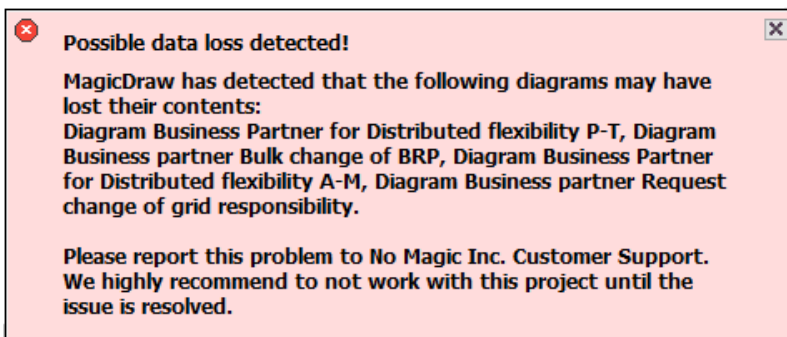 Possible data loss detected!
MagicDraw has detected that the following diagrams may have
lost their contents:
Diagram Business Partner for Distributed flexibility P-T, Diagram
Business partner Bulk change of BRP, Diagram Business Partner
for Distributed flexibility A-M, Diagram Business partner Request
change of grid responsibility.
Please report this problem to No Magic Inc. Customer Support.
We highly recommend to not work with this project until the
issue is resolved.